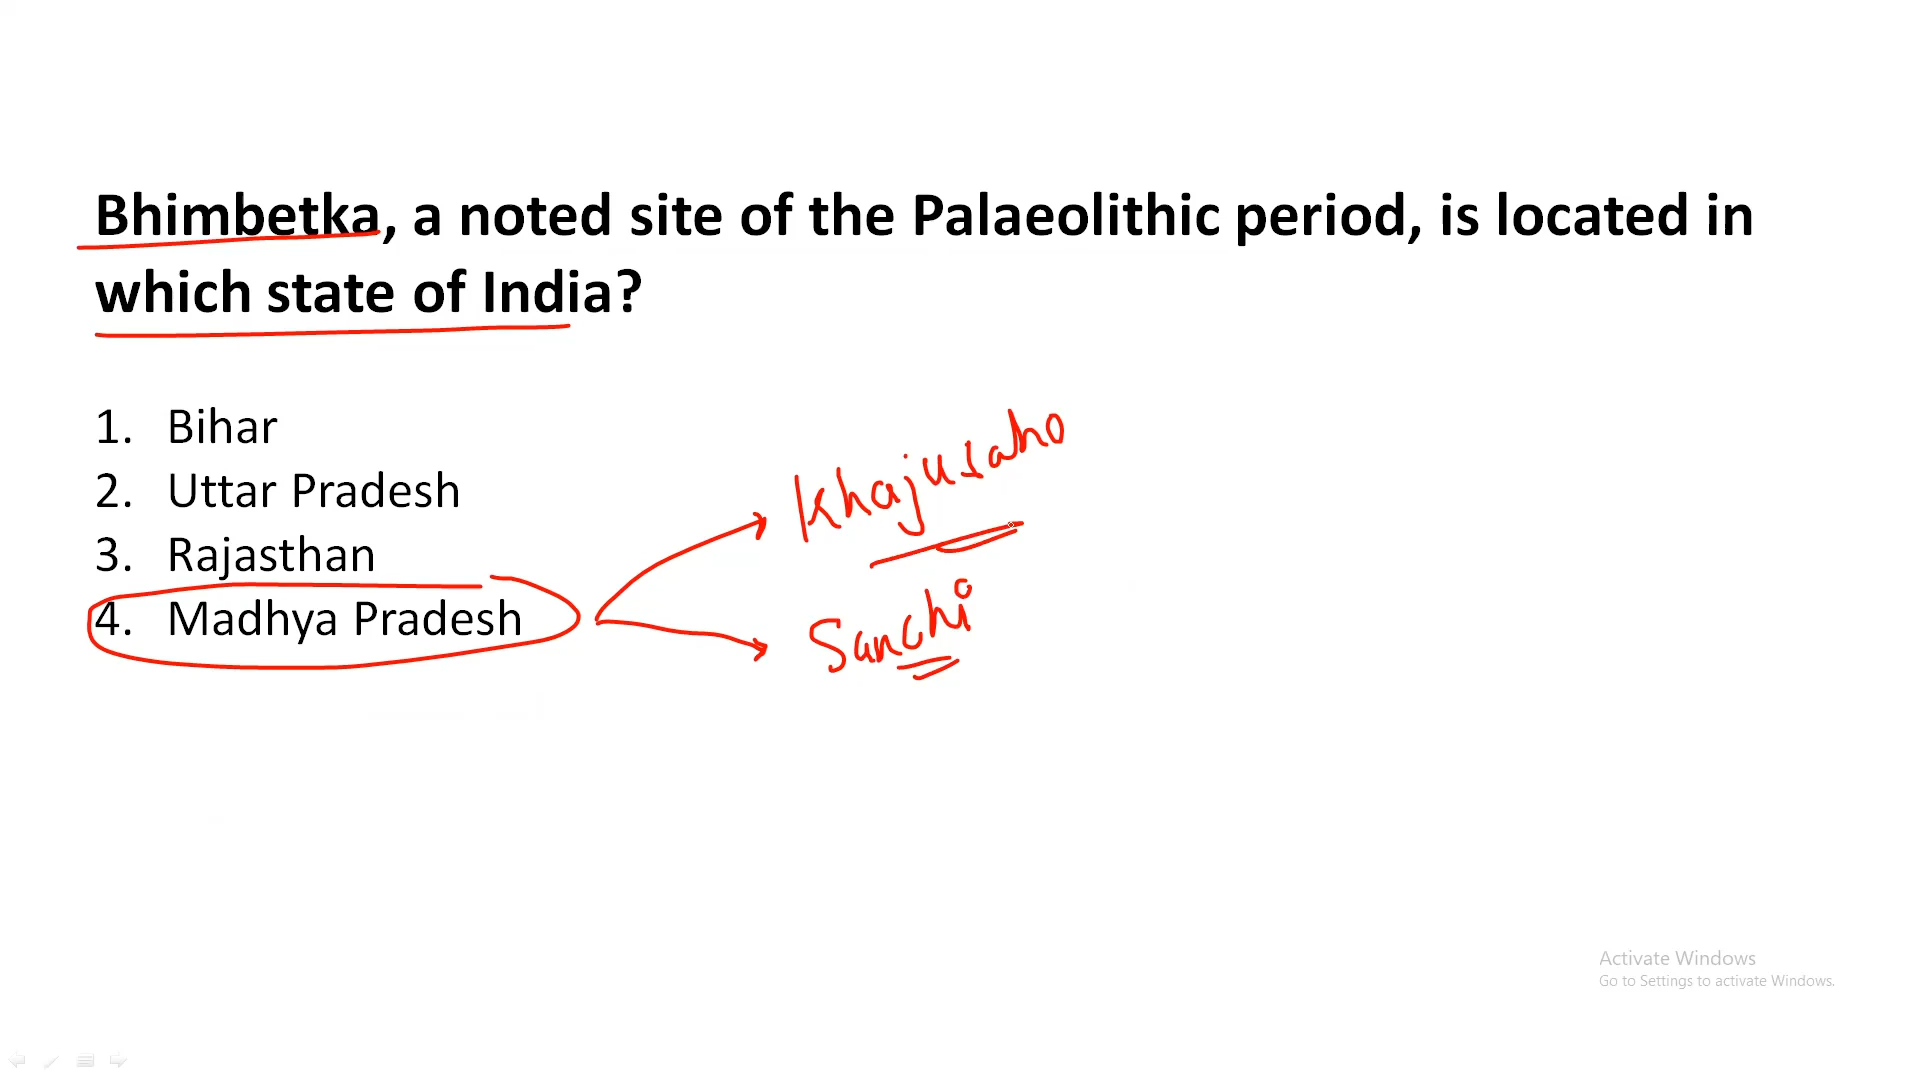 Bhimbetka, a noted site of the Palaeolithic period, is located in
which state of India?
1. Bihar
2. Uttar Pradesh
3. Rajasthan
4. Madhya Pradesh
Khajusaho
Sanchi
Activate Windows
Go to Settings to activate Windows.